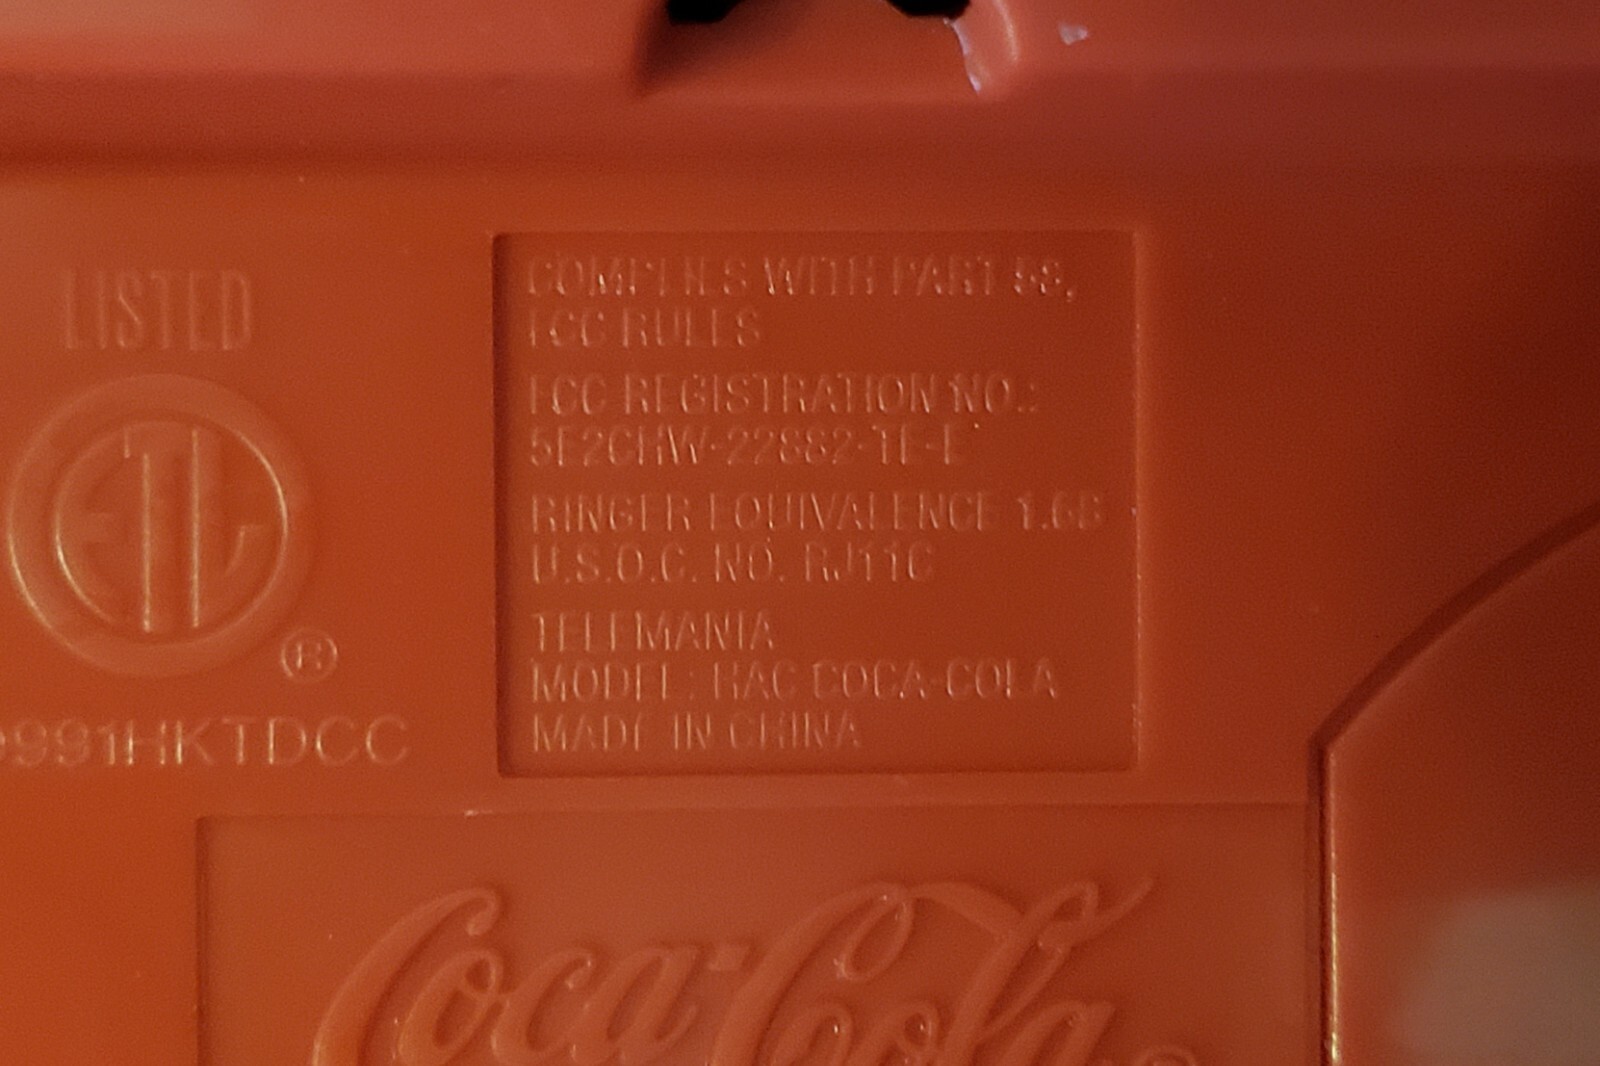 LISTED
ETL
®
9991HKTDCC
COMPLIES WITH PART 68,
FCC RULES
FCC REGISTRATION NO.:
5E2CHW-22882-TE-E
RINGER EQUIVALENCE 1.6B
U.S.O.C. NO. RJ11C
TELEMANIA
MODEL: HAC COCA-COLA
MADE IN CHINA
Coca-Cola
®